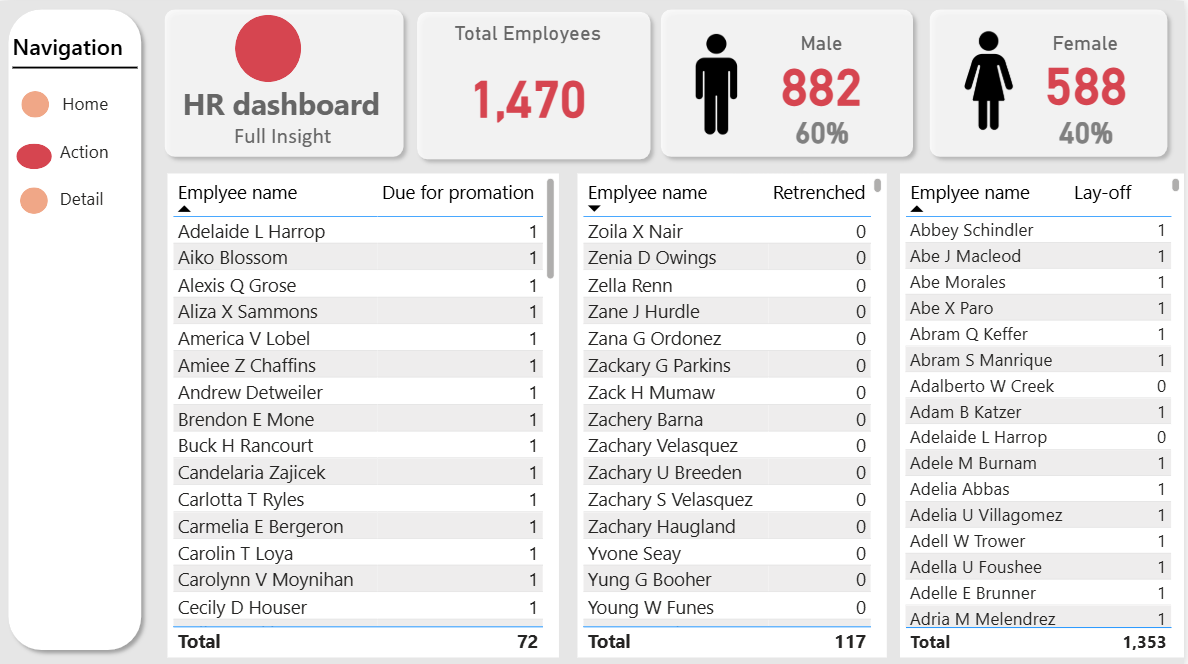 Navigation
Home
Action
Detail
HR dashboard
Full Insight
Total Employees
1,470
Male
882
60%
Female
588
40%
Emplyee name Due for promation
Adelaide L Harrop 1
Aiko Blossom 1
Alexis Q Grose 1
Aliza X Sammons 1
America V Lobel 1
Amiee Z Chaffins 1
Andrew Detweiler 1
Brendon E Mone 1
Buck H Rancourt 1
Candelaria Zajicek 1
Carlotta T Ryles 1
Carmelia E Bergeron 1
Carolin T Loya 1
Carolynn V Moynihan 1
Cecily D Houser 1
Total 72
Emplyee name Retrenched
Zoila X Nair 0
Zenia D Owings 0
Zella Renn 0
Zane J Hurdle 0
Zana G Ordonez 0
Zackary G Parkins 0
Zack H Mumaw 0
Zachery Barna 0
Zachary Velasquez 0
Zachary U Breeden 0
Zachary S Velasquez 0
Zachary Haugland 0
Yvone Seay 0
Yung G Booher 0
Young W Funes 0
Total 117
Emplyee name Lay-off
Abbey Schindler 1
Abe J Macleod 1
Abe Morales 1
Abe X Paro 1
Abram Q Keffer 1
Abram S Manrique 1
Adalberto W Creek 0
Adam B Katzer 1
Adelaide L Harrop 0
Adele M Burnam 1
Adelia Abbas 1
Adelia U Villagomez 1
Adell W Trower 1
Adella U Foushee 1
Adelle E Brunner 1
Adria M Melendrez 1
Total 1,353